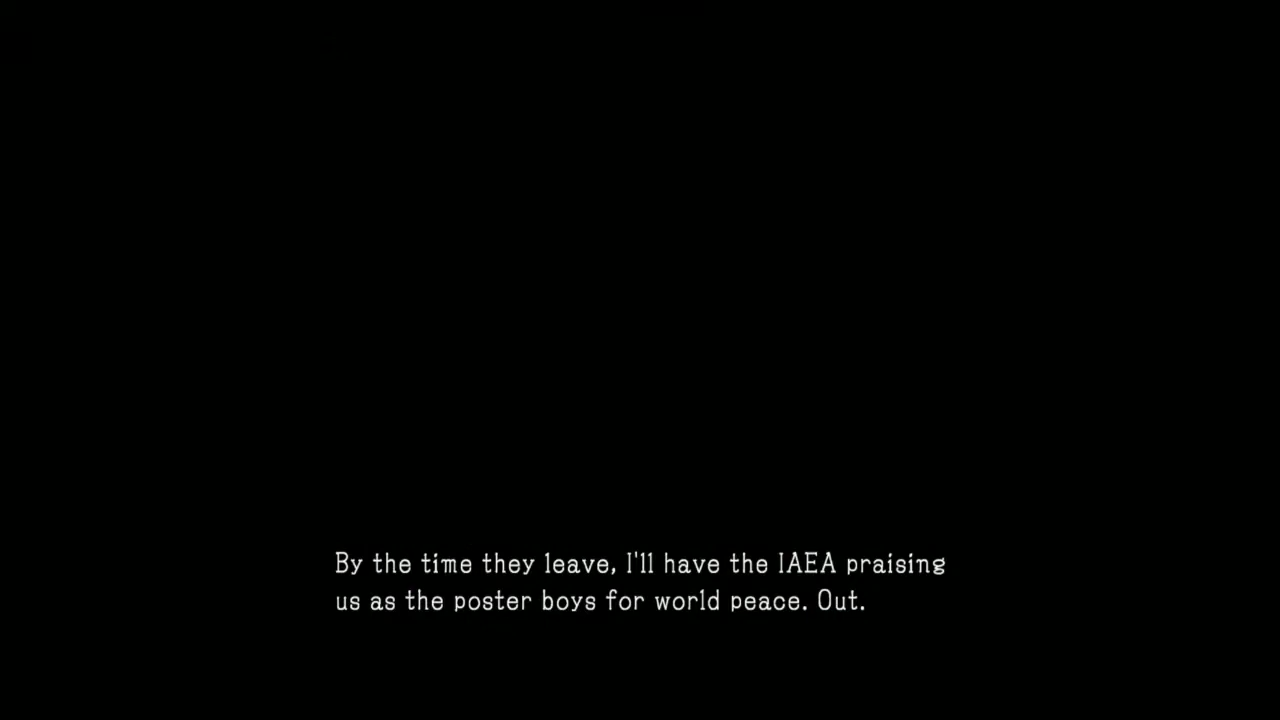 By the time they leave, I'll have the IAEA praising
us as the poster boys for world peace. Out.